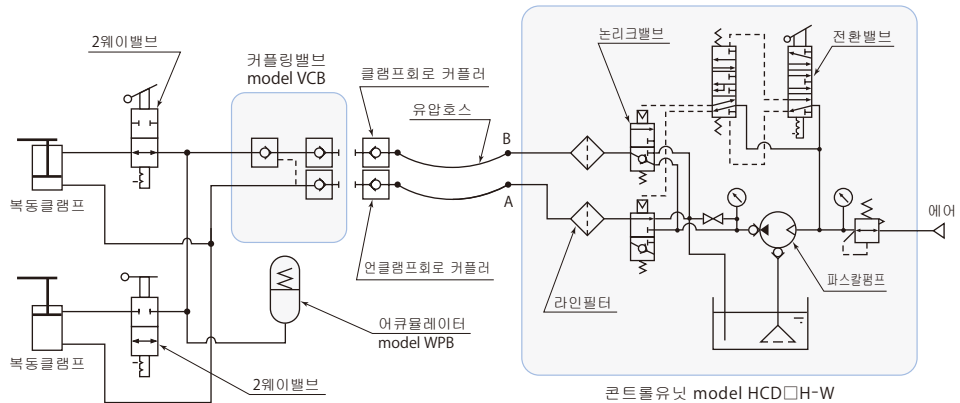 2웨이밸브
커플링밸브
model VCB
클램프회로 커플러
유압호스
B
A
논리크밸브
전환밸브
에어
복동클램프
언클램프회로 커플러
라인필터
파스칼펌프
어큐뮬레이터
model WPB
복동클램프
2웨이밸브
콘트롤유닛 model HCD□H-W